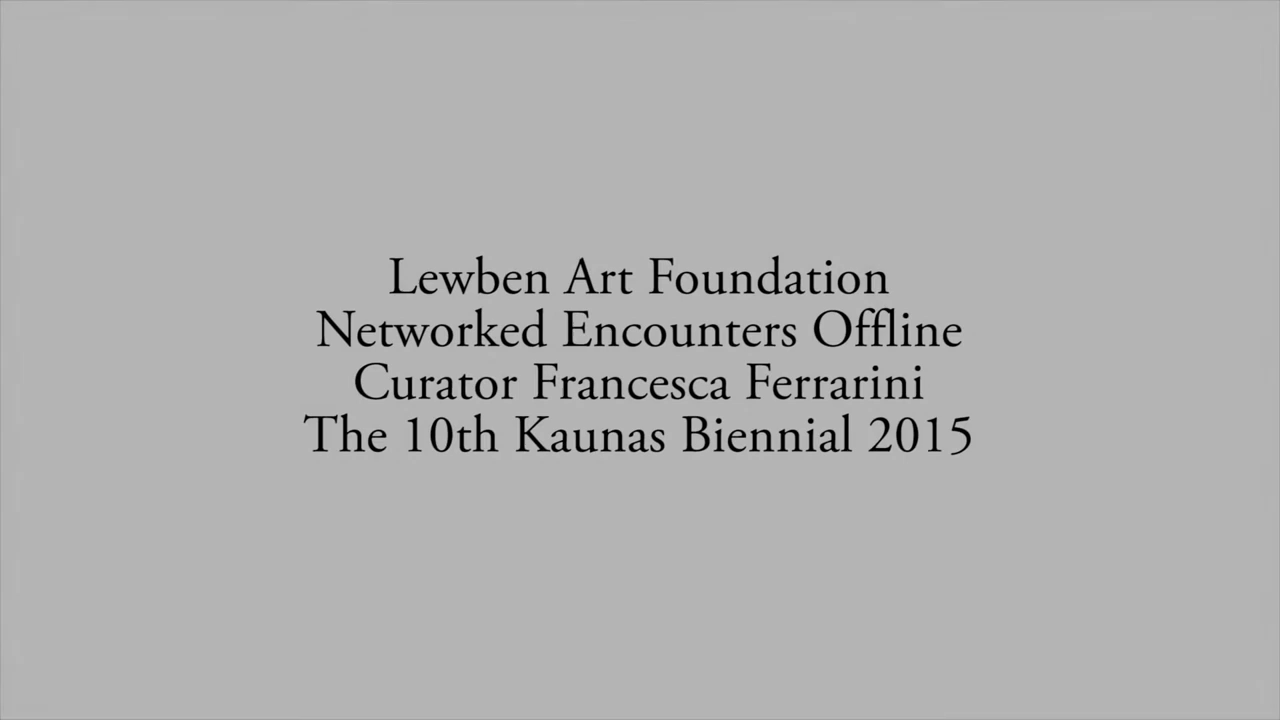 Lewben Art Foundation
Networked Encounters Offline
Curator Francesca Ferrarini
The 10th Kaunas Biennial 2015